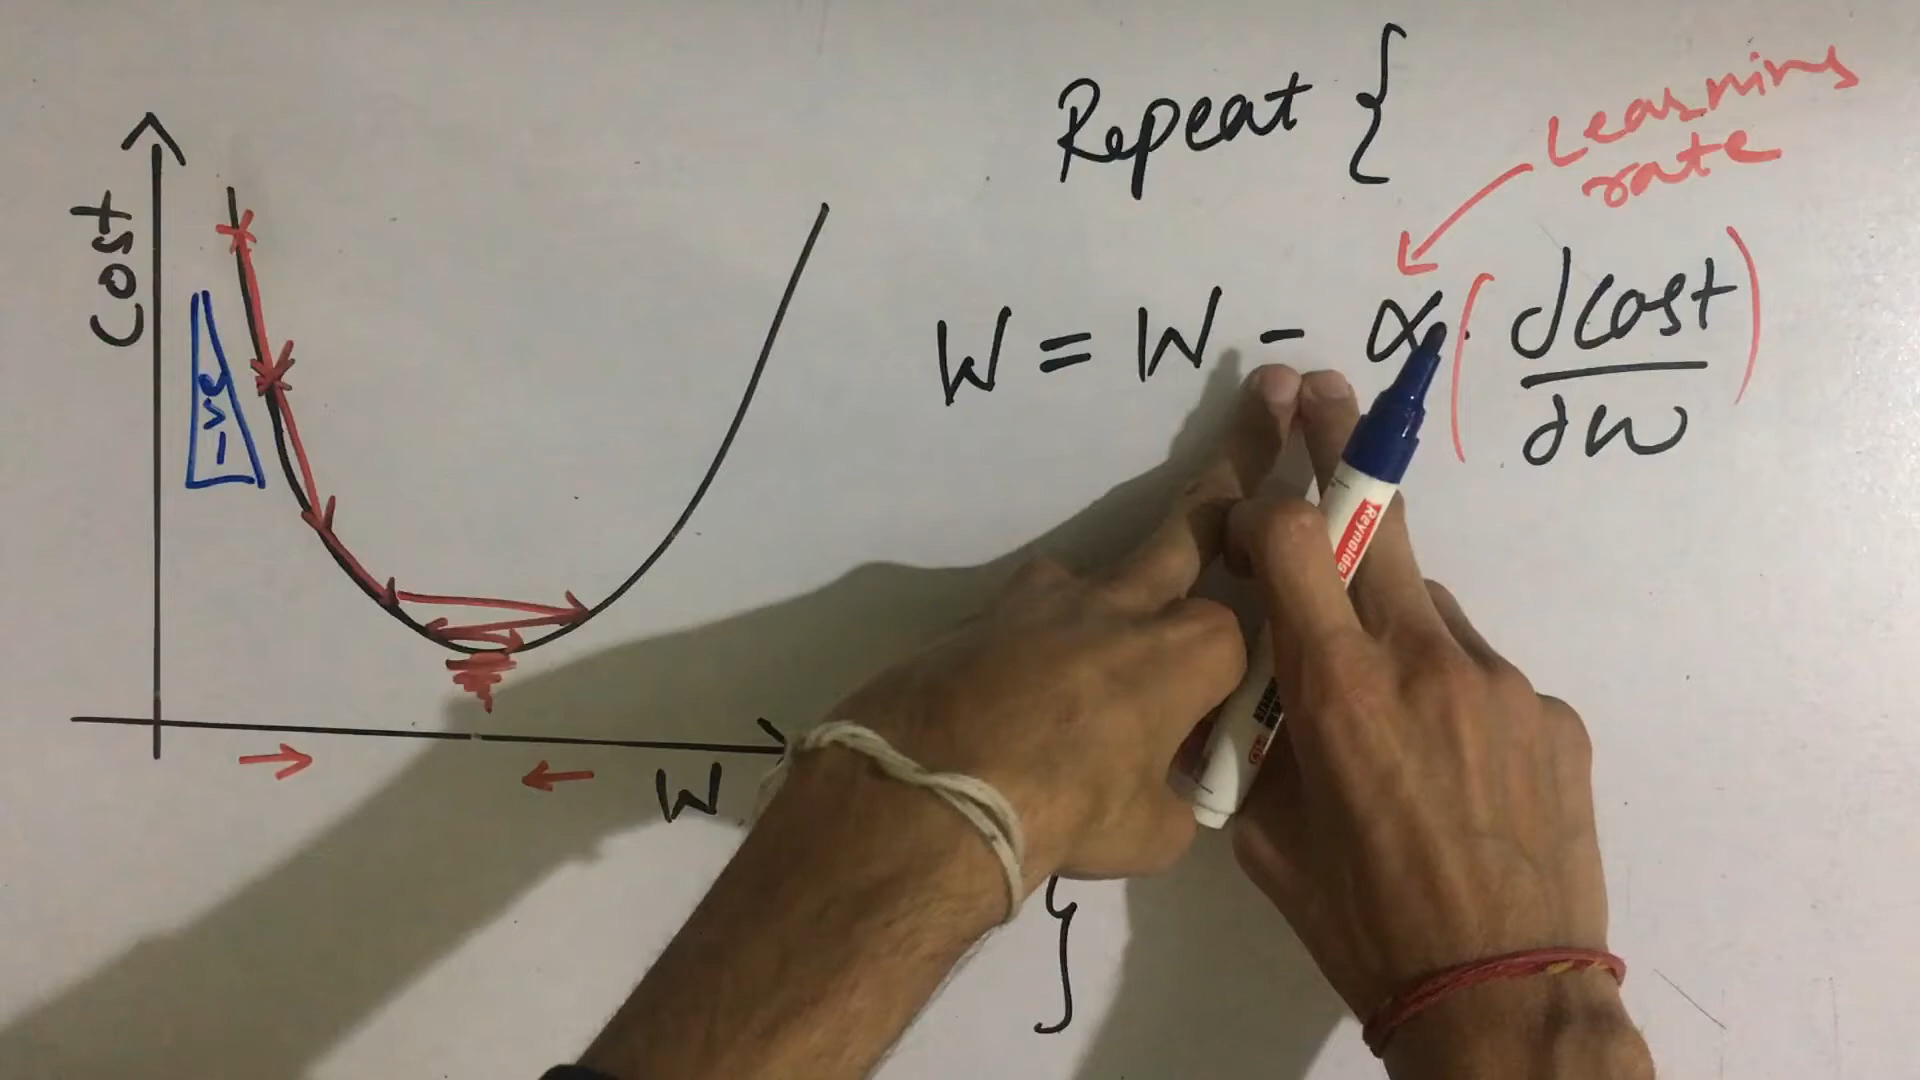 Repeat {
Learning
rate
W = W - α · ( dcost
dw )
Cost
-ve
W
Reynolds
}